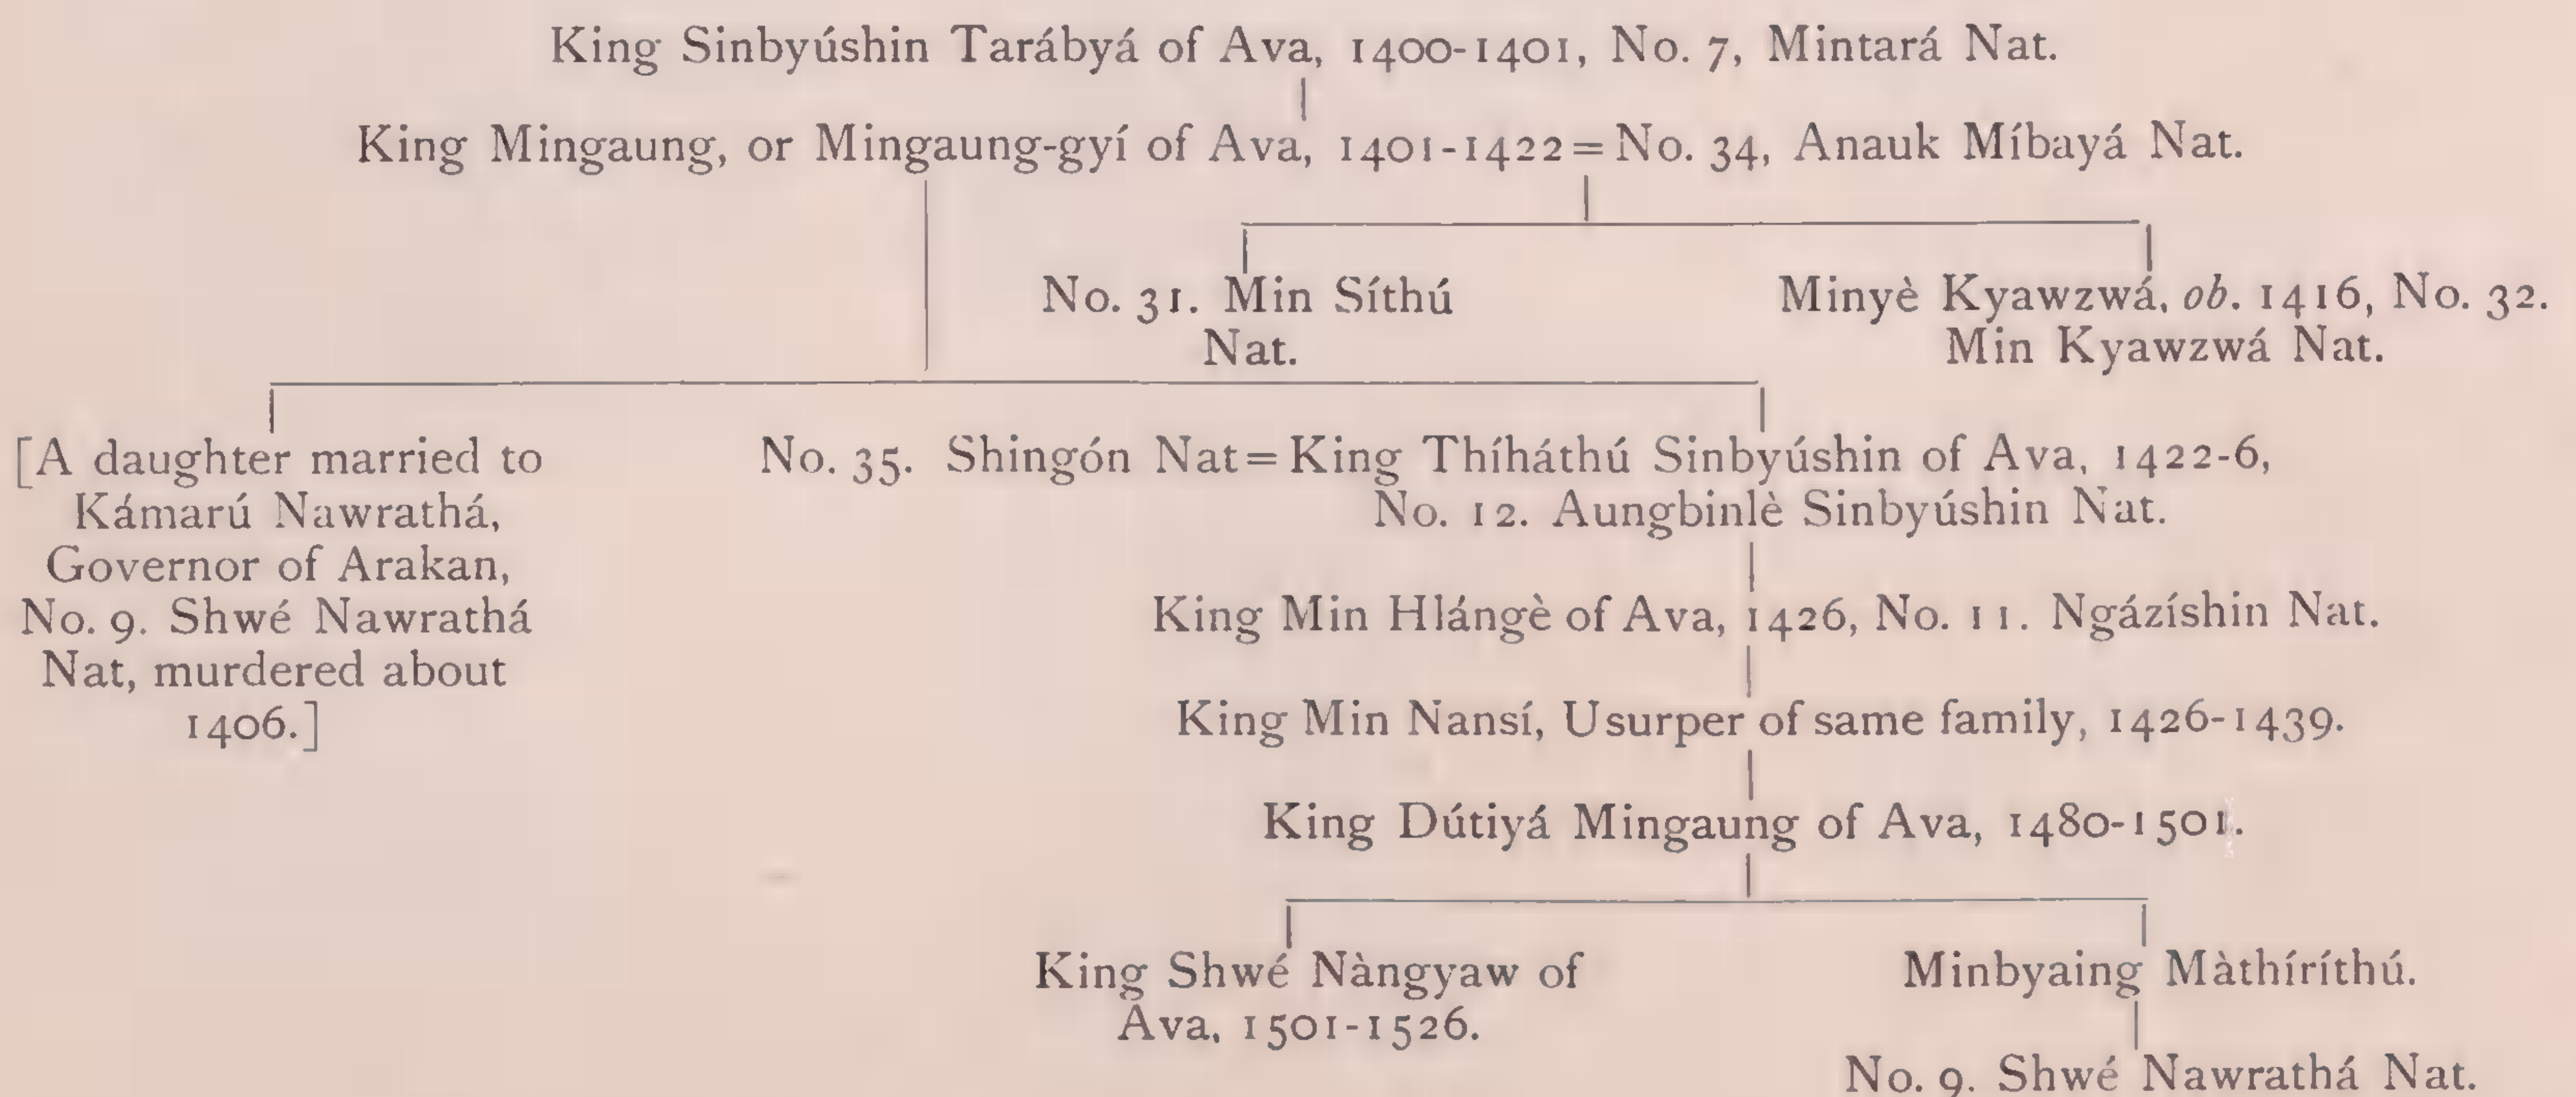 King Sinbyúshin Tarábyá of Ava, 1400-1401, No. 7, Mintará Nat.
King Mingaung, or Mingaung-gyí of Ava, 1401-1422=No. 34, Anauk Míbayá Nat.
No. 31. Min Síthú
Nat.
Minyè Kyawzwá, ob. 1416, No. 32.
Min Kyawzwá Nat.
[A daughter married to
Kámarú Nawrathá,
Governor of Arakan,
No. 9. Shwé Nawrathá
Nat, murdered about
1406.]
No. 35. Shingón Nat=King Thíháthú Sinbyúshin of Ava, 1422-6,
No. 12. Aungbinlè Sinbyúshin Nat.
King Min Hlángè of Ava, 1426, No. 11. Ngázíshin Nat.
King Min Nansí, Usurper of same family, 1426-1439.
King Dútiyá Mingaung of Ava, 1480-1501.
King Shwé Nàngyaw of
Ava, 1501-1526.
Minbyaing Màthíríthú.
No. 9. Shwé Nawrathá Nat.